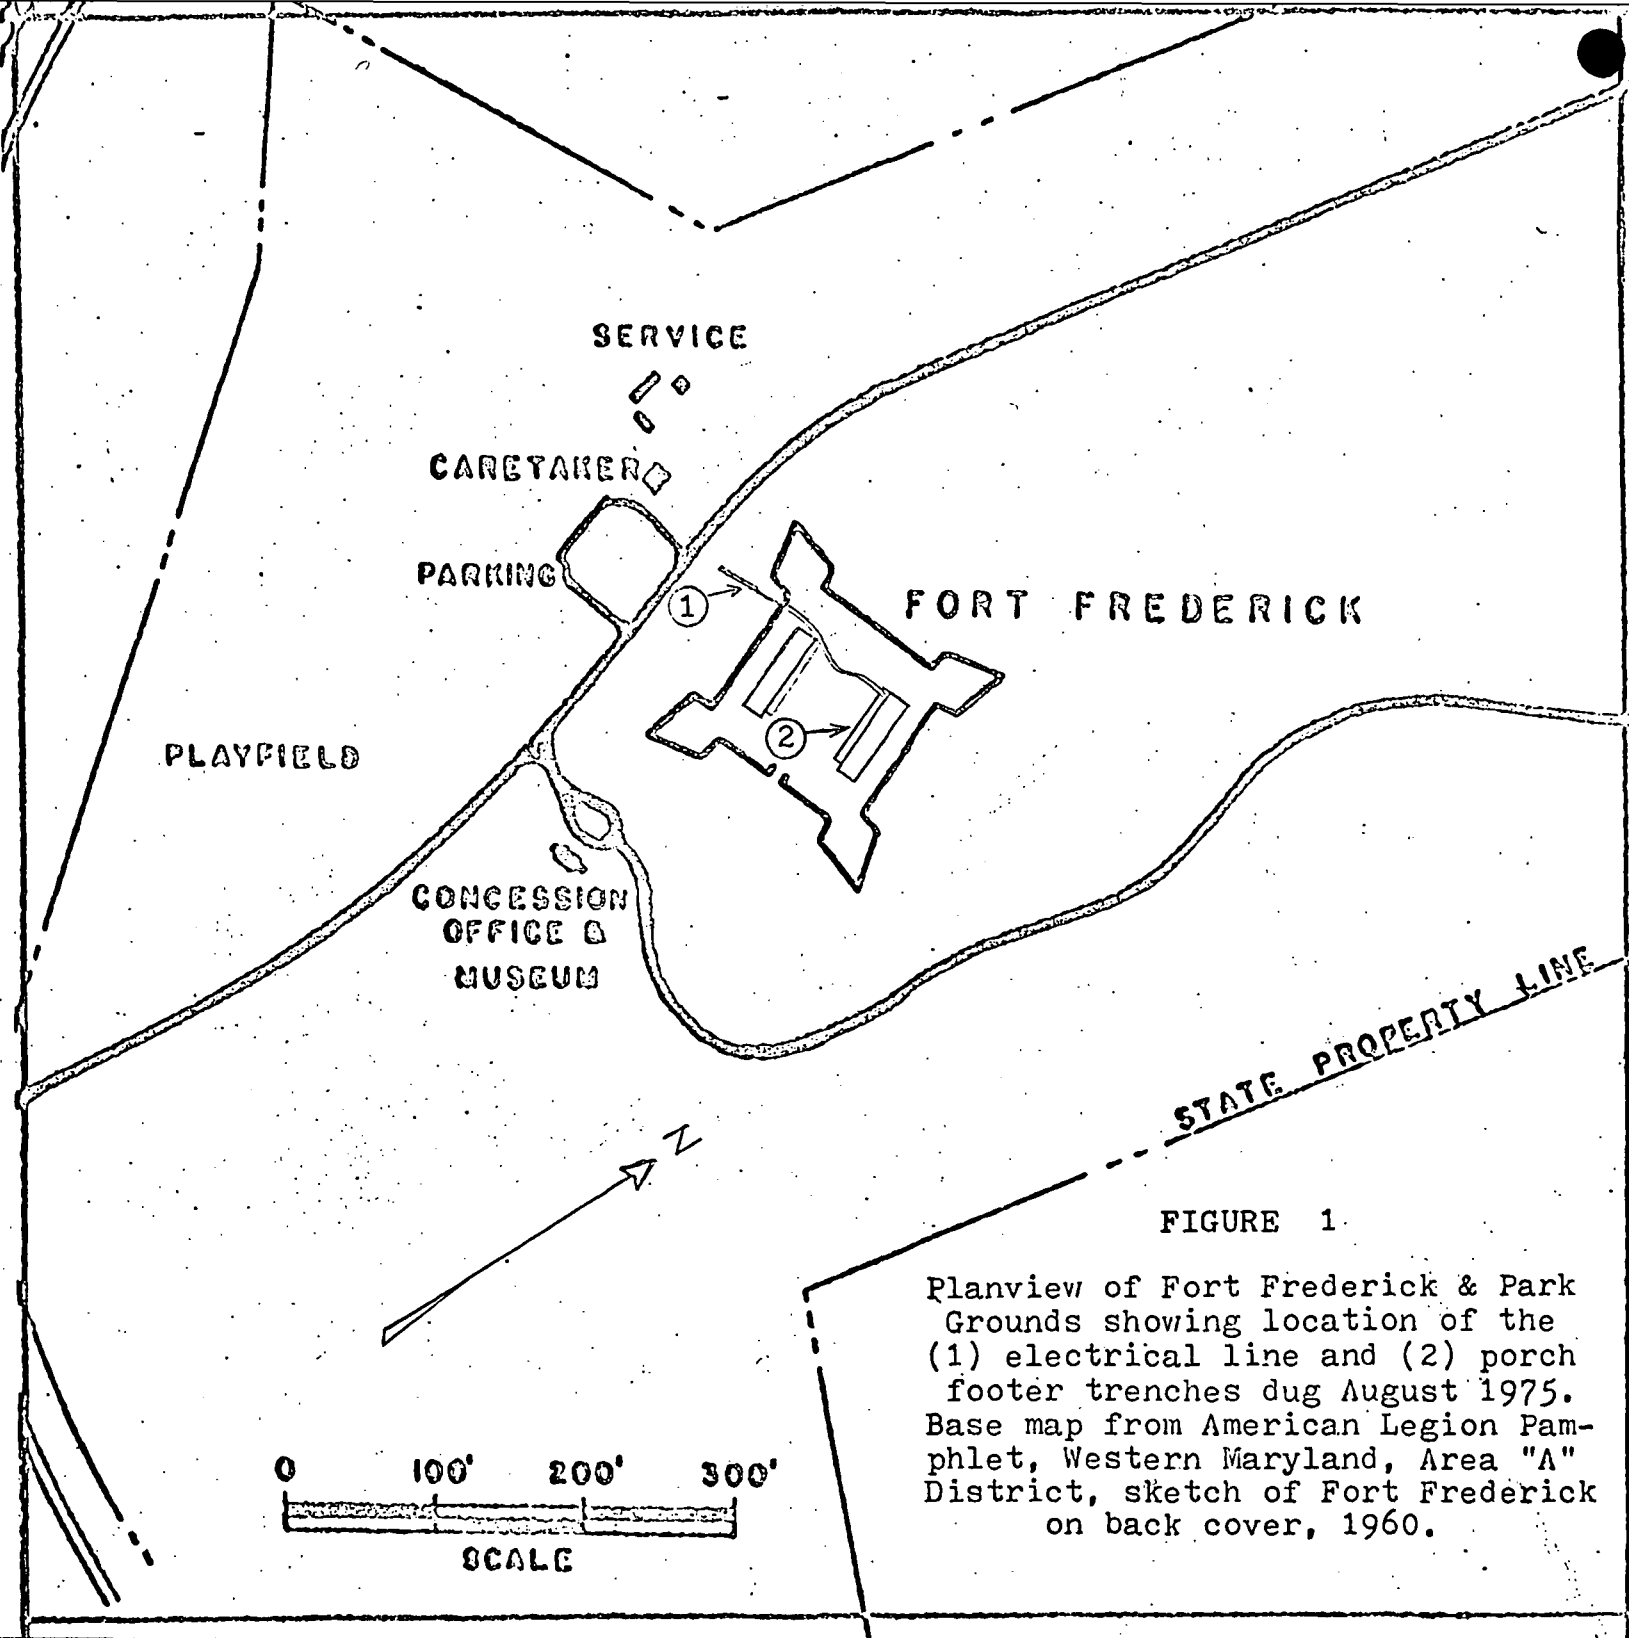 SERVICE
CARETAKER
PARKING
1
FORT FREDERICK
2
PLAYFIELD
CONCESSION
OFFICE &
MUSEUM
STATE PROPERTY LINE
N
FIGURE 1
Planview of Fort Frederick & Park
Grounds showing location of the
(1) electrical line and (2) porch
footer trenches dug August 1975.
Base map from American Legion Pam-
phlet, Western Maryland, Area "A"
District, sketch of Fort Frederick
on back cover, 1960.
0 100' 200' 300'
SCALE